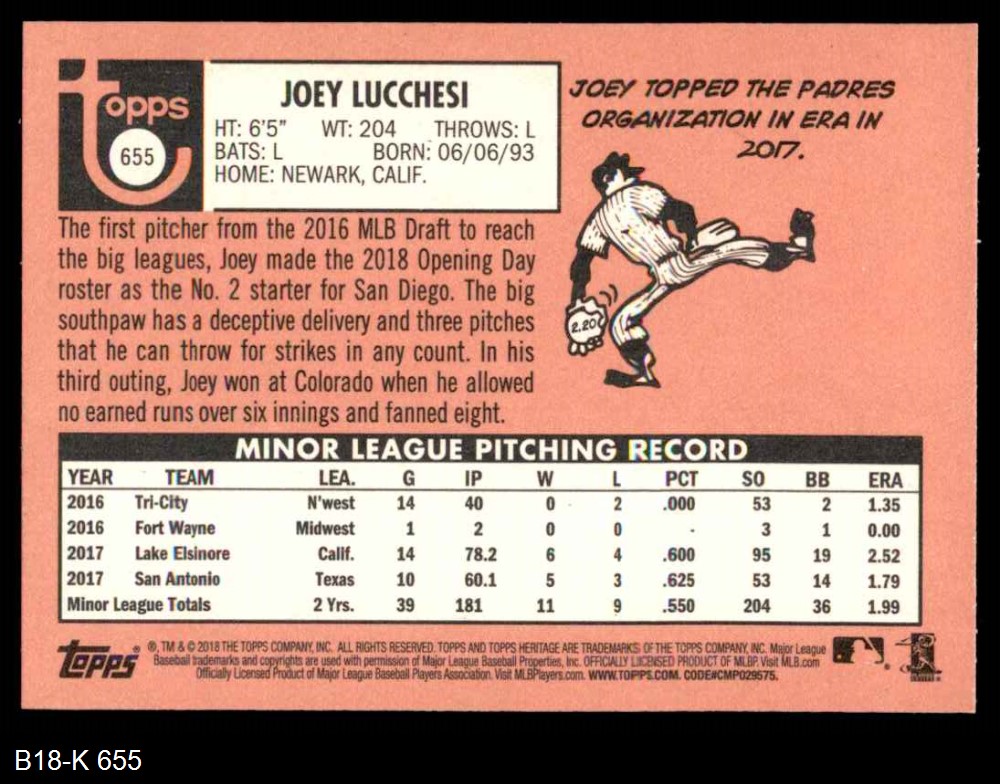 Topps
655
JOEY LUCCHESI
HT: 6'5" WT: 204 THROWS: L
BATS: L BORN: 06/06/93
HOME: NEWARK, CALIF.
JOEY TOPPED THE PADRES
ORGANIZATION IN ERA IN
2017.
2.20
The first pitcher from the 2016 MLB Draft to reach
the big leagues, Joey made the 2018 Opening Day
roster as the No. 2 starter for San Diego. The big
southpaw has a deceptive delivery and three pitches
that he can throw for strikes in any count. In his
third outing, Joey won at Colorado when he allowed
no earned runs over six innings and fanned eight.
MINOR LEAGUE PITCHING RECORD
YEAR TEAM LEA. G IP W L PCT SO BB ERA
2016 Tri-City N'west 14 40 0 2 .000 53 2 1.35
2016 Fort Wayne Midwest 1 2 0 0 - 3 1 0.00
2017 Lake Elsinore Calif. 14 78.2 6 4 .600 95 19 2.52
2017 San Antonio Texas 10 60.1 5 3 .625 53 14 1.79
Minor League Totals 2 Yrs. 39 181 11 9 .550 204 36 1.99
Topps ® ®, TM & © 2018 THE TOPPS COMPANY, INC. ALL RIGHTS RESERVED. TOPPS AND TOPPS HERITAGE ARE TRADEMARKS OF THE TOPPS COMPANY, INC. Major League
Baseball trademarks and copyrights are used with permission of Major League Baseball Properties, Inc. OFFICIALLY LICENSED PRODUCT OF MLBP. Visit MLB.com
Officially Licensed Product of Major League Baseball Players Association. Visit MLBPlayers.com. WWW.TOPPS.COM. CODE#CMP029575.
B18-K 655